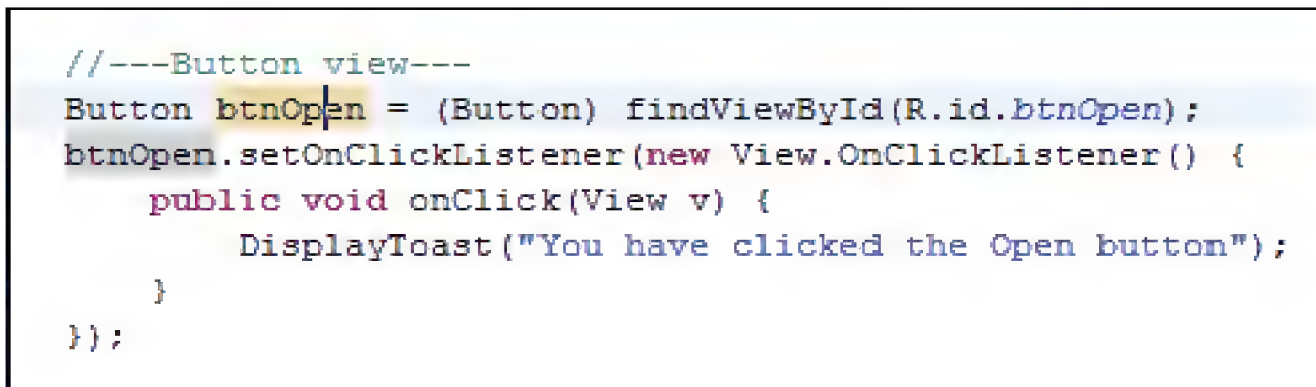 //---Button view---
Button btnOpen = (Button) findViewById(R.id.btnOpen);
btnOpen.setOnClickListener(new View.OnClickListener() {
    public void onClick(View v) {
        DisplayToast("You have clicked the Open button");
    }
});